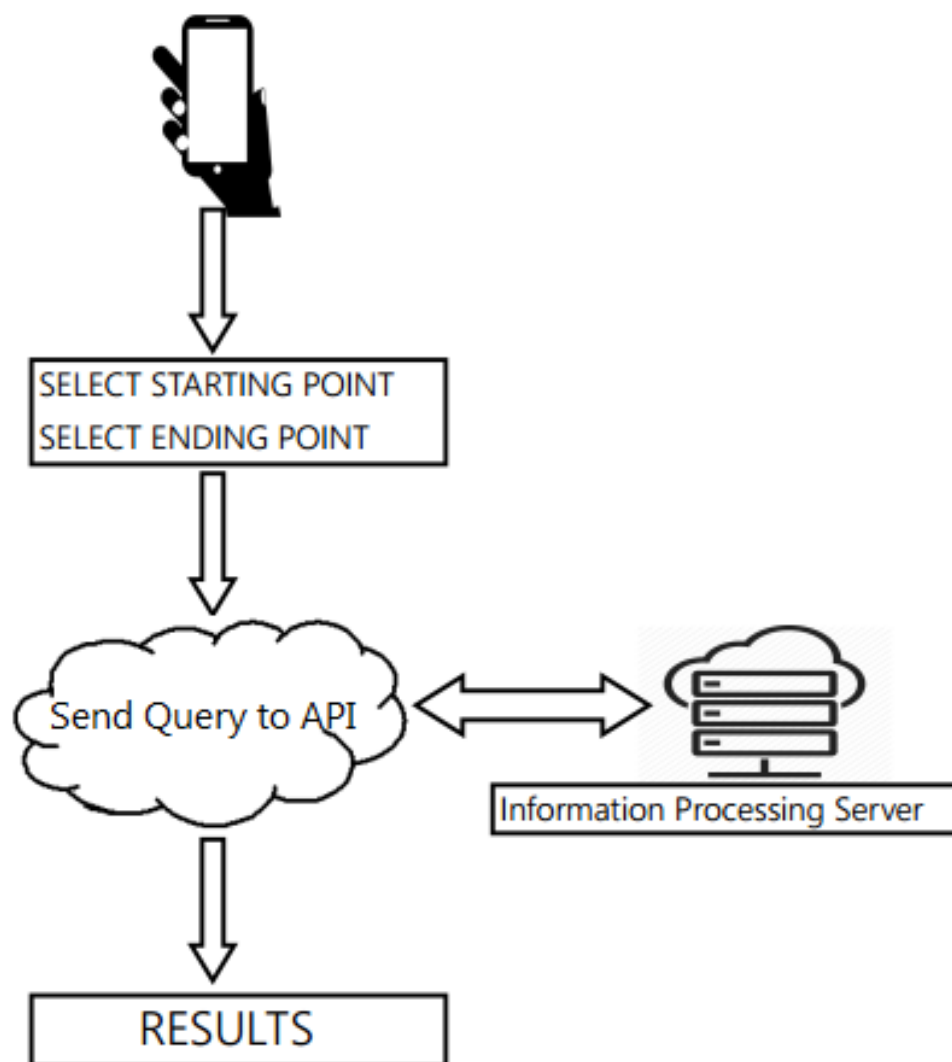 SELECT STARTING POINT
SELECT ENDING POINT
Send Query to API
Information Processing Server
RESULTS